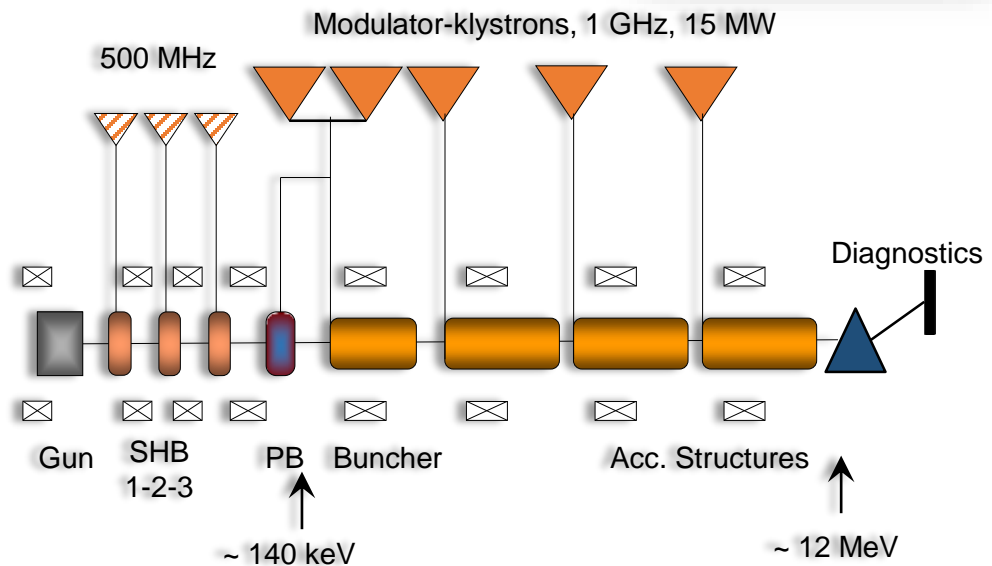 Modulator-klystrons, 1 GHz, 15 MW
500 MHz
Diagnostics
Gun
SHB
1-2-3
PB
Buncher
Acc. Structures
~ 140 keV
~ 12 MeV